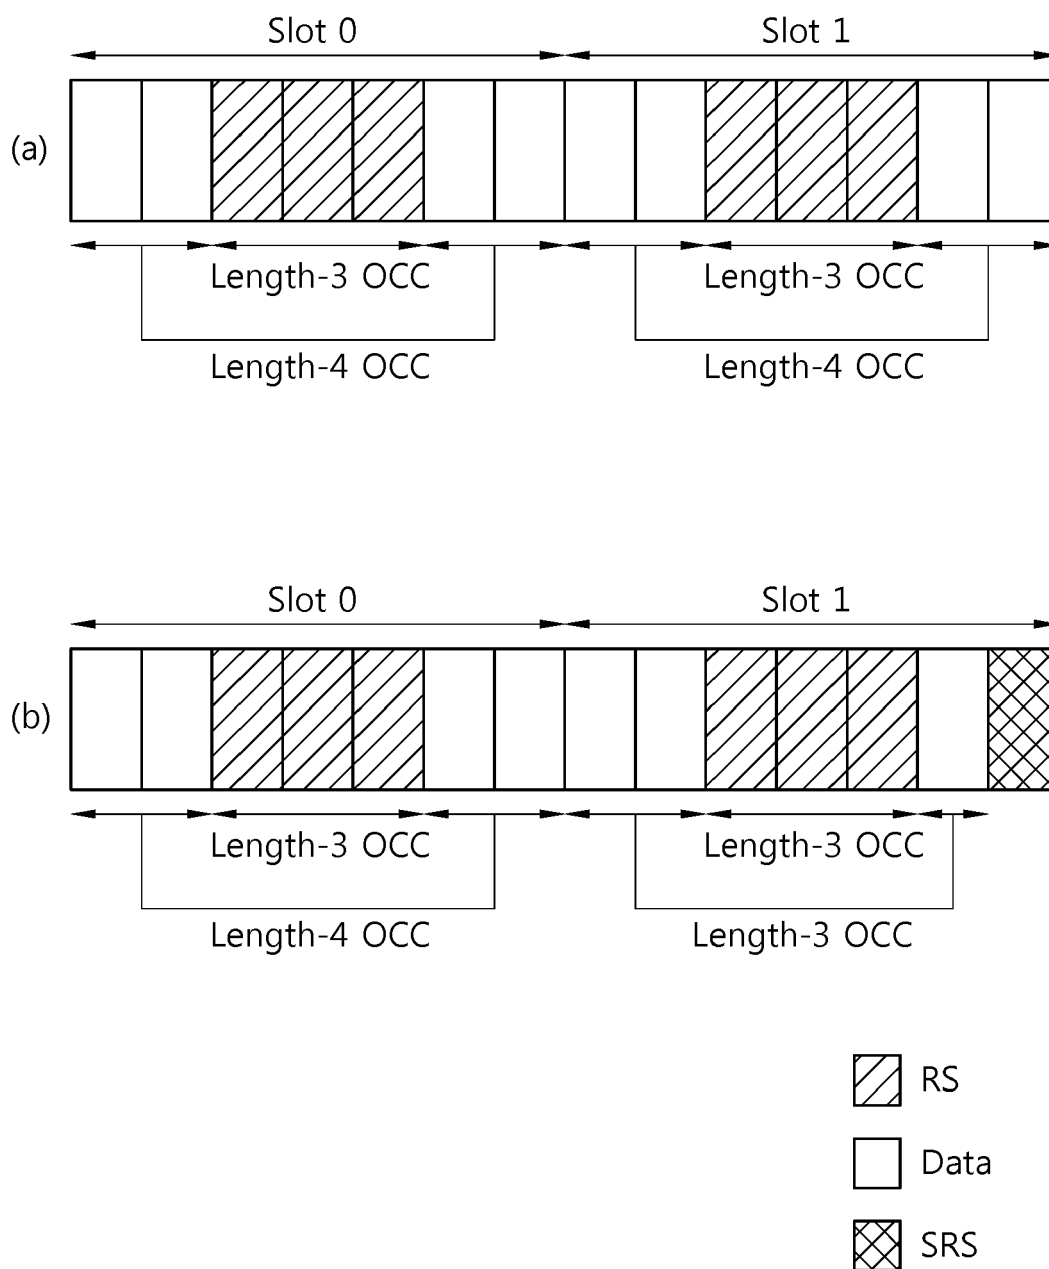 Slot 0 Slot 1
(a)
Length-3 OCC Length-3 OCC
Length-4 OCC Length-4 OCC
Slot 0 Slot 1
(b)
Length-3 OCC Length-3 OCC
Length-4 OCC Length-3 OCC
RS
Data
SRS